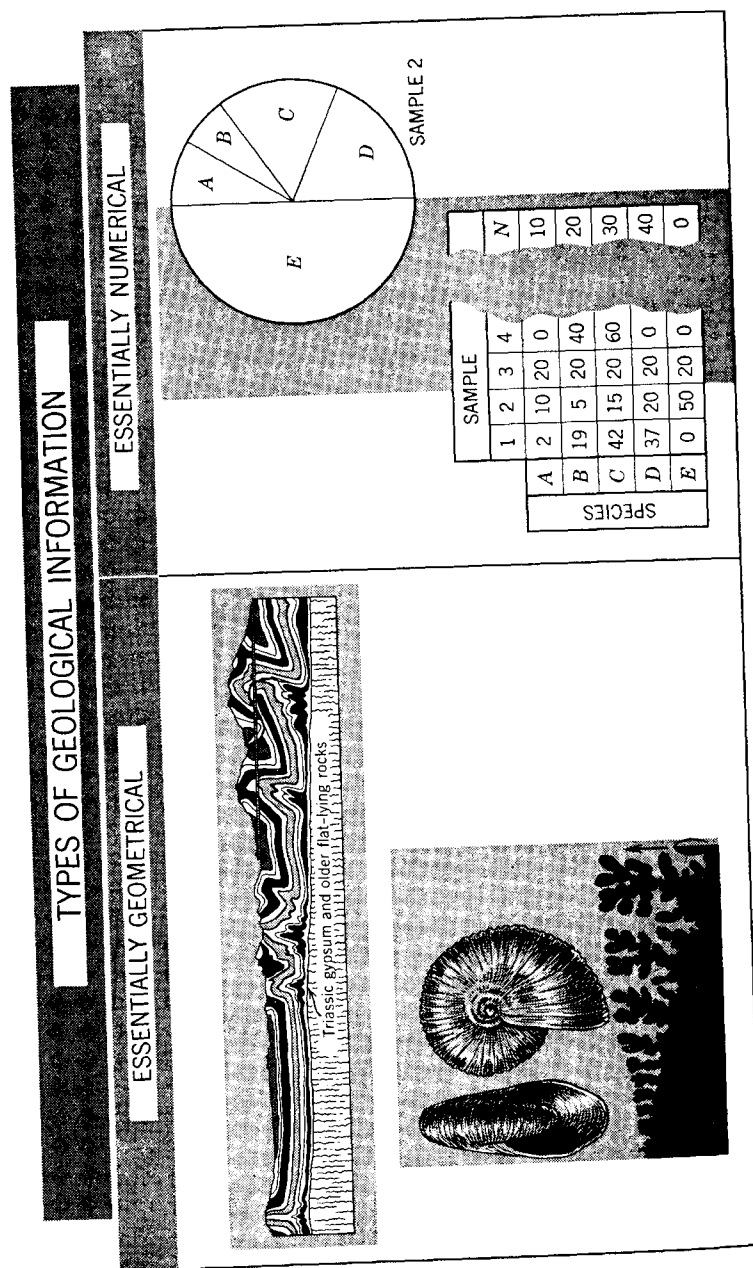 TYPES OF GEOLOGICAL INFORMATION
ESSENTIALLY GEOMETRICAL
Triassic gypsum and older flat-lying rocks
ESSENTIALLY NUMERICAL
A
B
C
D
E
SAMPLE 2
SAMPLE
1 2 3 4 N
SPECIES
A 2 10 20 0 10
B 19 5 20 40 20
C 42 15 20 60 30
D 37 20 20 0 40
E 0 50 20 0 0